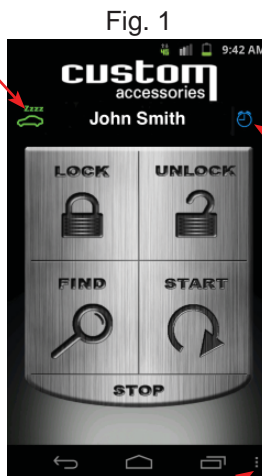 Fig. 1
9:42 AM
custom
accessories
zzzz
John Smith
LOCK UNLOCK
FIND START
STOP